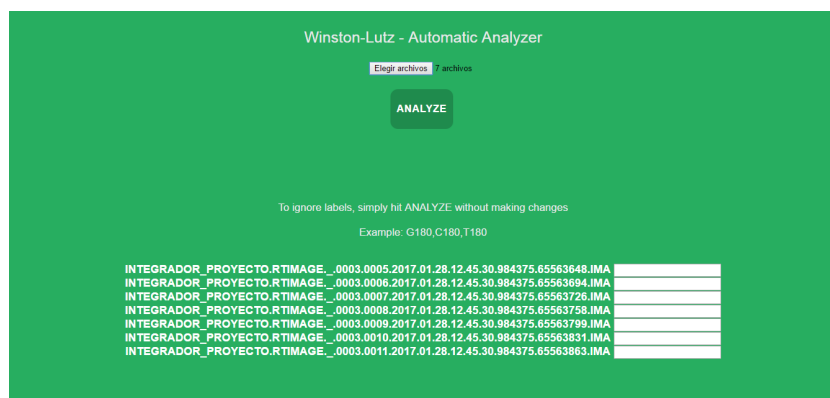 Winston-Lutz - Automatic Analyzer
Elegir archivos 7 archivos
ANALYZE
To ignore labels, simply hit ANALYZE without making changes
Example: G180,C180,T180
INTEGRADOR_PROYECTO.RTIMAGE._.0003.0005.2017.01.28.12.45.30.984375.65563648.IMA
INTEGRADOR_PROYECTO.RTIMAGE._.0003.0006.2017.01.28.12.45.30.984375.65563694.IMA
INTEGRADOR_PROYECTO.RTIMAGE._.0003.0007.2017.01.28.12.45.30.984375.65563726.IMA
INTEGRADOR_PROYECTO.RTIMAGE._.0003.0008.2017.01.28.12.45.30.984375.65563758.IMA
INTEGRADOR_PROYECTO.RTIMAGE._.0003.0009.2017.01.28.12.45.30.984375.65563799.IMA
INTEGRADOR_PROYECTO.RTIMAGE._.0003.0010.2017.01.28.12.45.30.984375.65563831.IMA
INTEGRADOR_PROYECTO.RTIMAGE._.0003.0011.2017.01.28.12.45.30.984375.65563863.IMA